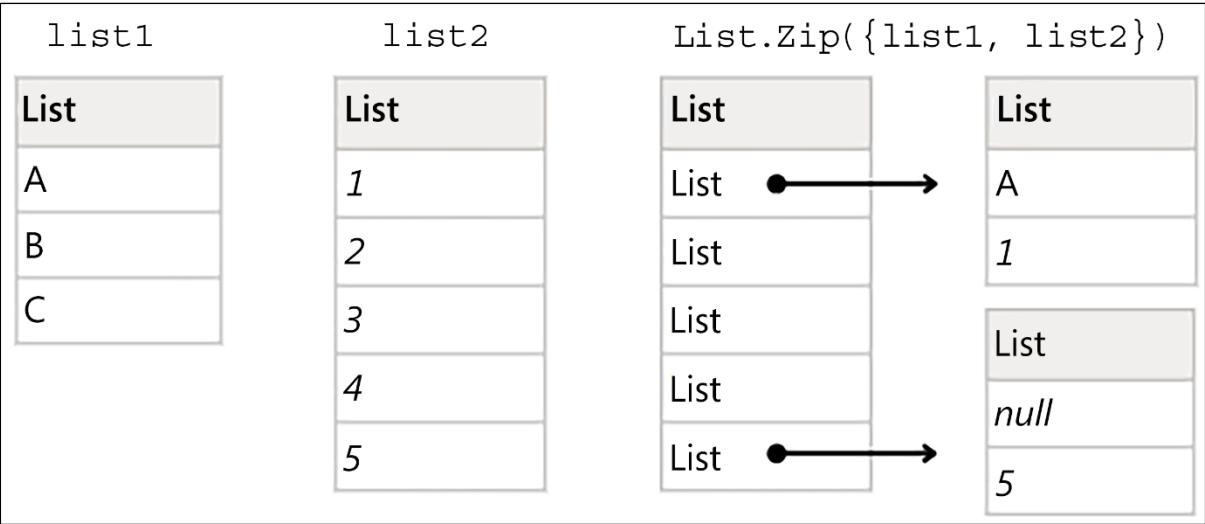 list1 list2 List.Zip({list1, list2})
List List List List
A 1 List A
B 2 List 1
C 3 List List
4 List null
5 List 5